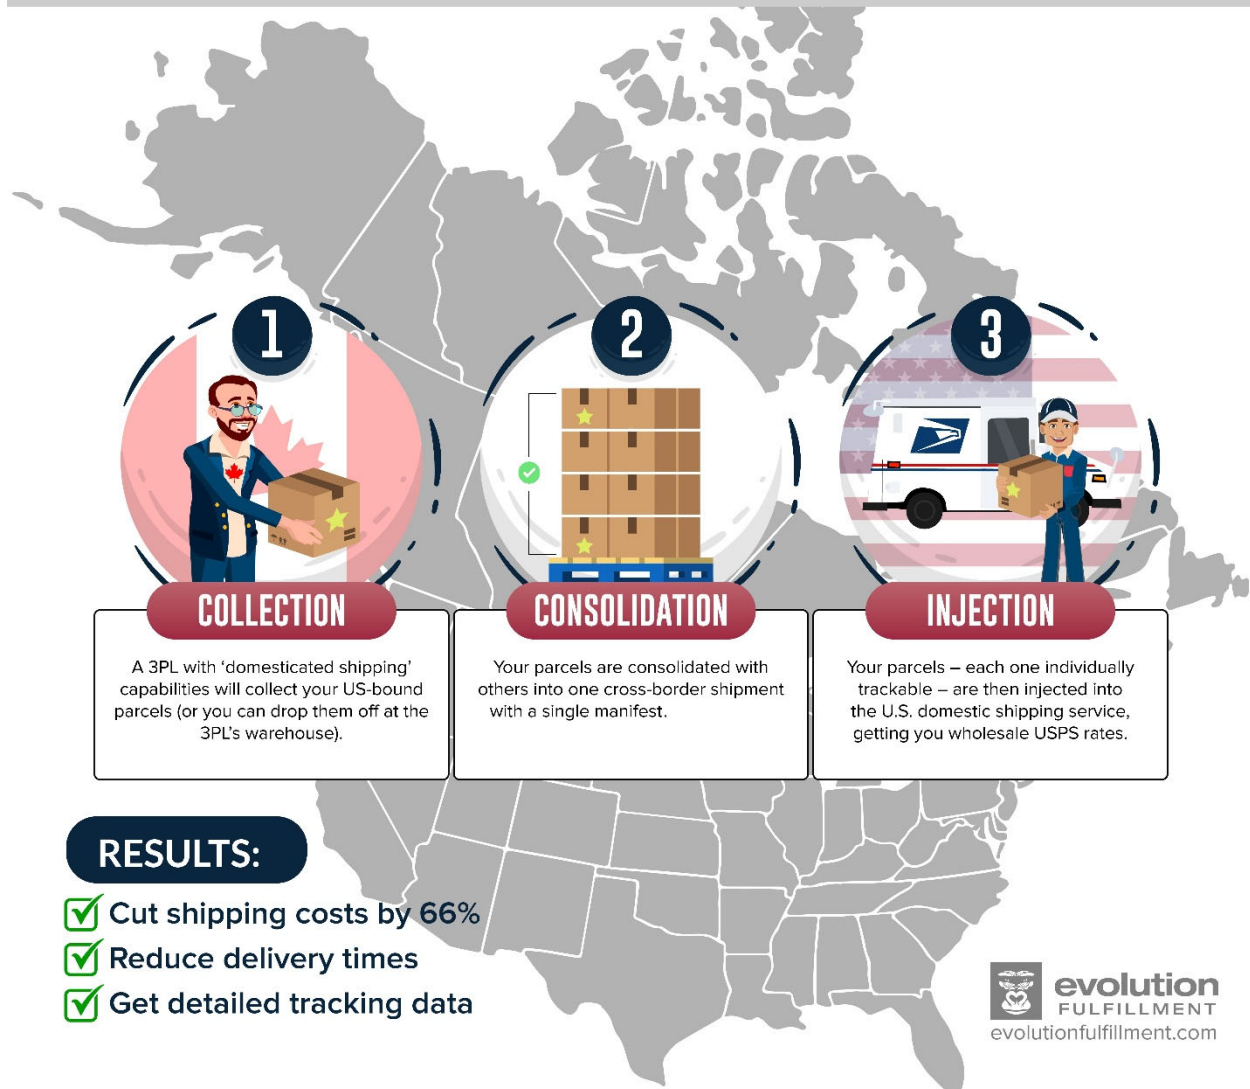 1
2
3
COLLECTION
A 3PL with ‘domesticated shipping’
capabilities will collect your US-bound
parcels (or you can drop them off at the
3PL’s warehouse).
CONSOLIDATION
Your parcels are consolidated with
others into one cross-border shipment
with a single manifest.
INJECTION
Your parcels – each one individually
trackable – are then injected into
the U.S. domestic shipping service,
getting you wholesale USPS rates.
RESULTS:
Cut shipping costs by 66%
Reduce delivery times
Get detailed tracking data
evolution
FULFILLMENT
evolutionfulfillment.com